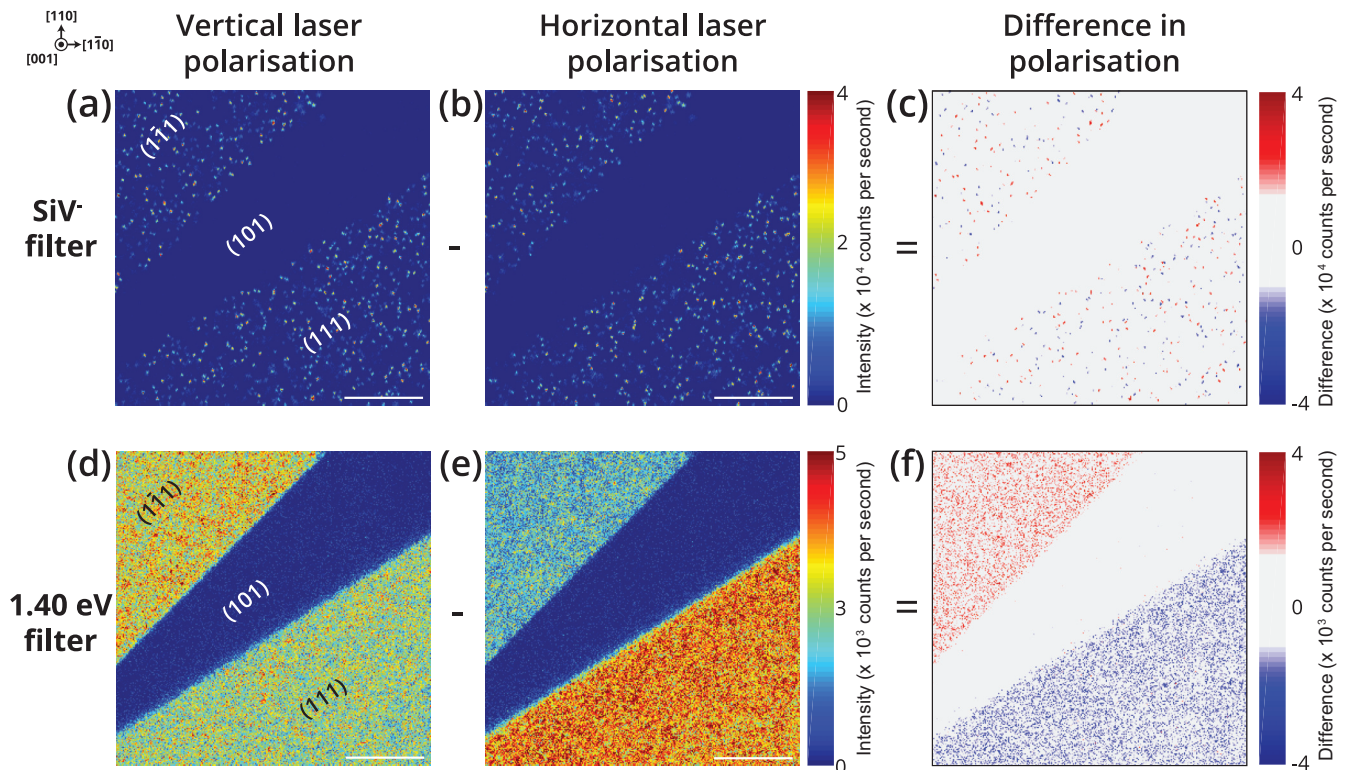 [110]
[001]
[11̄0]
Vertical laser
polarisation
Horizontal laser
polarisation
Difference in
polarisation
(a)
(11̄1)
(101)
(111)
SiV-
filter
-
(b)
4
2
0
Intensity (x 10⁴ counts per second)
=
(c)
4
0
-4
Difference (x 10⁴ counts per second)
(d)
(11̄1)
(101)
(111)
1.40 eV
filter
-
(e)
5
3
0
Intensity (x 10³ counts per second)
=
(f)
4
0
-4
Difference (x 10³ counts per second)